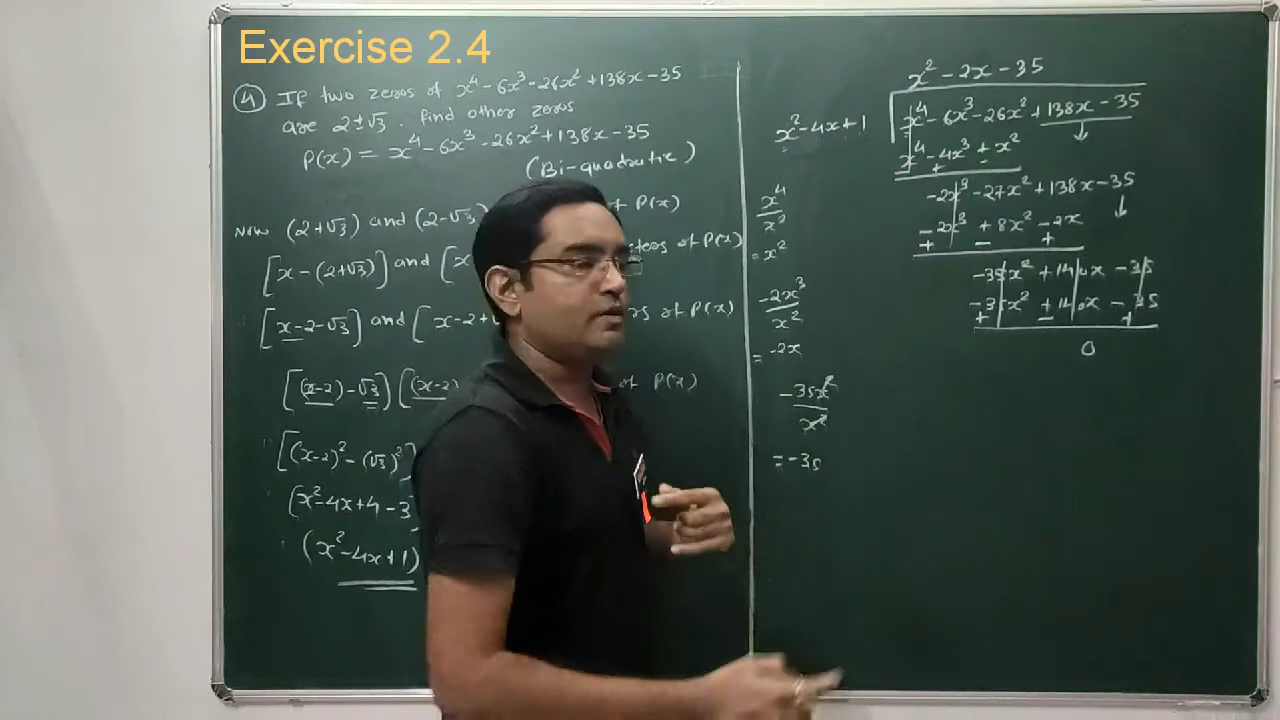 Exercise 2.4
④ If two zeros of x⁴ - 6x³ - 26x² + 138x - 35
are 2±√3 . find other zeros
P(x) = x⁴ - 6x³ - 26x² + 138x - 35
(Bi-quadratic)
Now (2+√3) and (2-√3) of P(x)
[x-(2+√3)] and [x of P(x)
[x-2-√3] and [x-2+ of P(x)
[(x-2)-√3][(x-2) of P(x)
[(x-2)²-(√3)²]
(x²-4x+4-3
(x²-4x+1)
x⁴
x²
= x²
-2x³
x²
= -2x
-35x²
x²
= -35
x² - 2x - 35
x²-4x+1
x⁴ - 6x³ - 26x² + 138x - 35
x⁴ - 4x³ + x²
+ -
-2x³ - 27x² + 138x - 35
-2x³ + 8x² - 2x
+ - +
-35x² + 140x - 35
-35x² + 140x - 35
+ - +
0